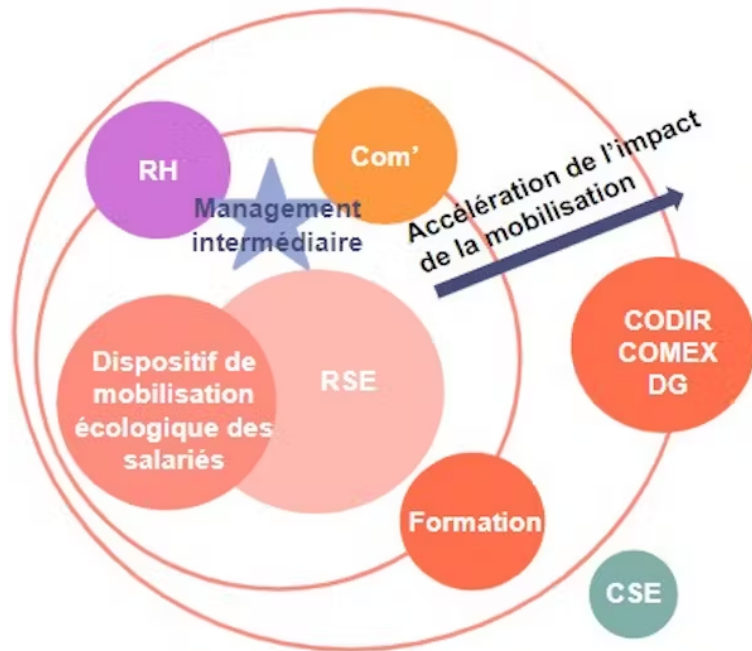 RH
Com’
Management
intermédiaire
Accélération de l’impact
de la mobilisation
CODIR
COMEX
DG
Dispositif de
mobilisation
écologique des
salariés
RSE
Formation
CSE